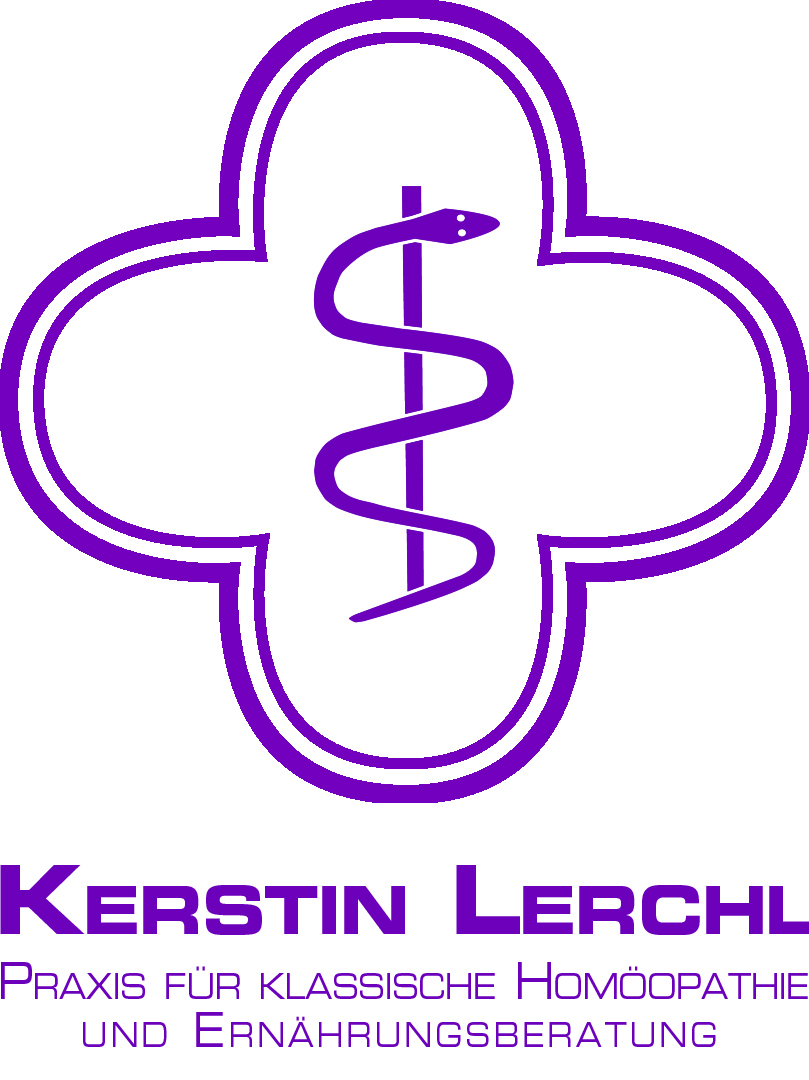 Kerstin Lerchl
Praxis für klassische Homöopathie
und Ernährungsberatung